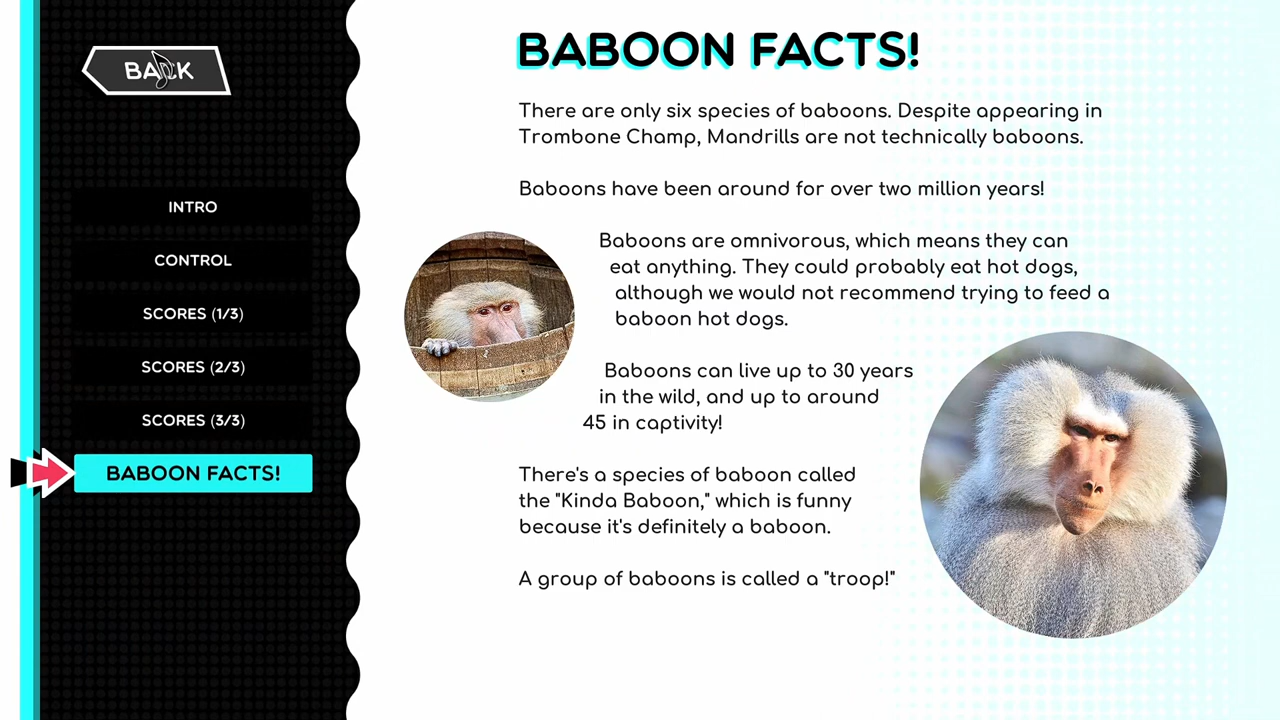 BACK
INTRO
CONTROL
SCORES (1/3)
SCORES (2/3)
SCORES (3/3)
BABOON FACTS!
BABOON FACTS!
There are only six species of baboons. Despite appearing in
Trombone Champ, Mandrills are not technically baboons.
Baboons have been around for over two million years!
Baboons are omnivorous, which means they can
eat anything. They could probably eat hot dogs,
although we would not recommend trying to feed a
baboon hot dogs.
Baboons can live up to 30 years
in the wild, and up to around
45 in captivity!
There's a species of baboon called
the "Kinda Baboon," which is funny
because it's definitely a baboon.
A group of baboons is called a "troop!"